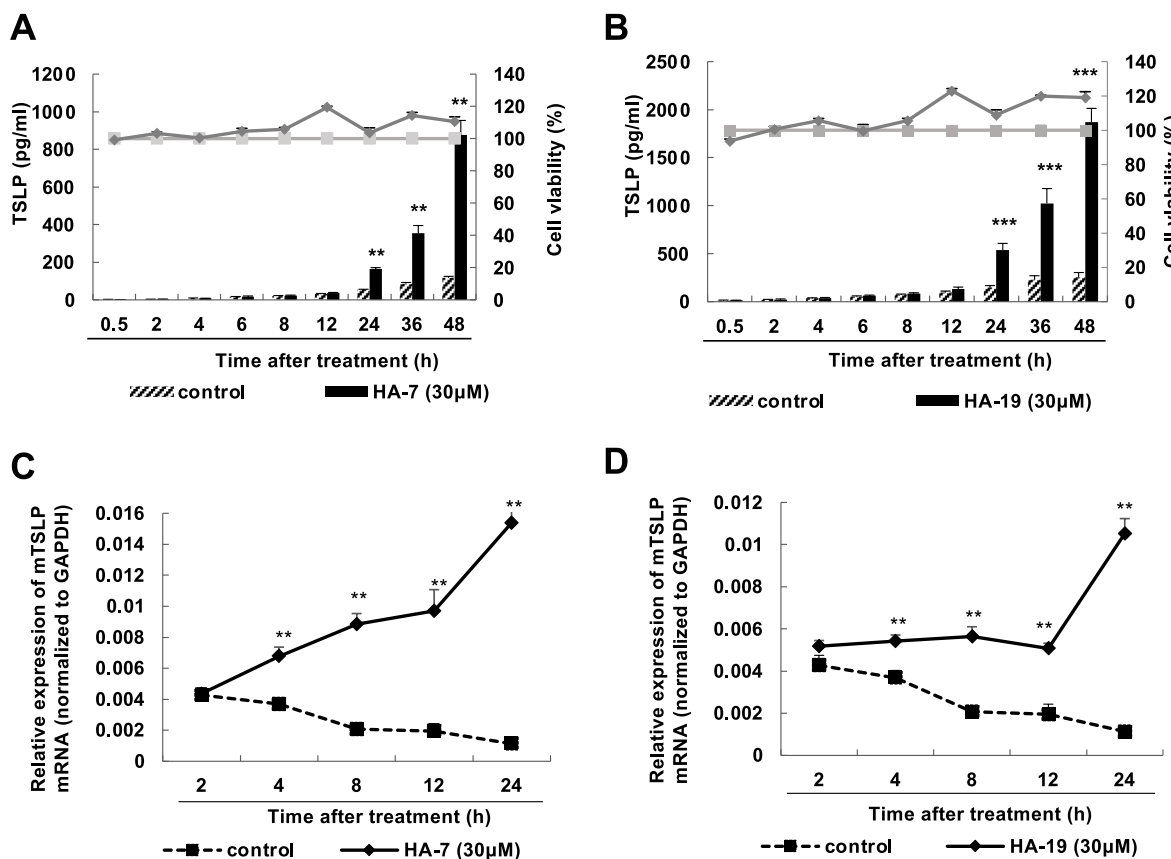 A
TSLP (pg/ml)
1200
1000
800
600
400
200
0
140
120
100
80
60
40
20
0
Cell vlability (%)
**
**
**
0.5 2 4 6 8 12 24 36 48
Time after treatment (h)
control HA-7 (30μM)
B
TSLP (pg/ml)
2500
2000
1500
1000
500
0
140
120
100
80
60
40
20
0
Cell vlability (%)
***
***
***
0.5 2 4 6 8 12 24 36 48
Time after treatment (h)
control HA-19 (30μM)
C
Relative expression of mTSLP
mRNA (normalized to GAPDH)
0.016
0.014
0.012
0.01
0.008
0.006
0.004
0.002
0
**
**
**
**
2 4 8 12 24
Time after treatment (h)
control HA-7 (30μM)
D
Relative expression of mTSLP
mRNA (normalized to GAPDH)
0.012
0.01
0.008
0.006
0.004
0.002
0
**
**
**
**
2 4 8 12 24
Time after treatment (h)
control HA-19 (30μM)